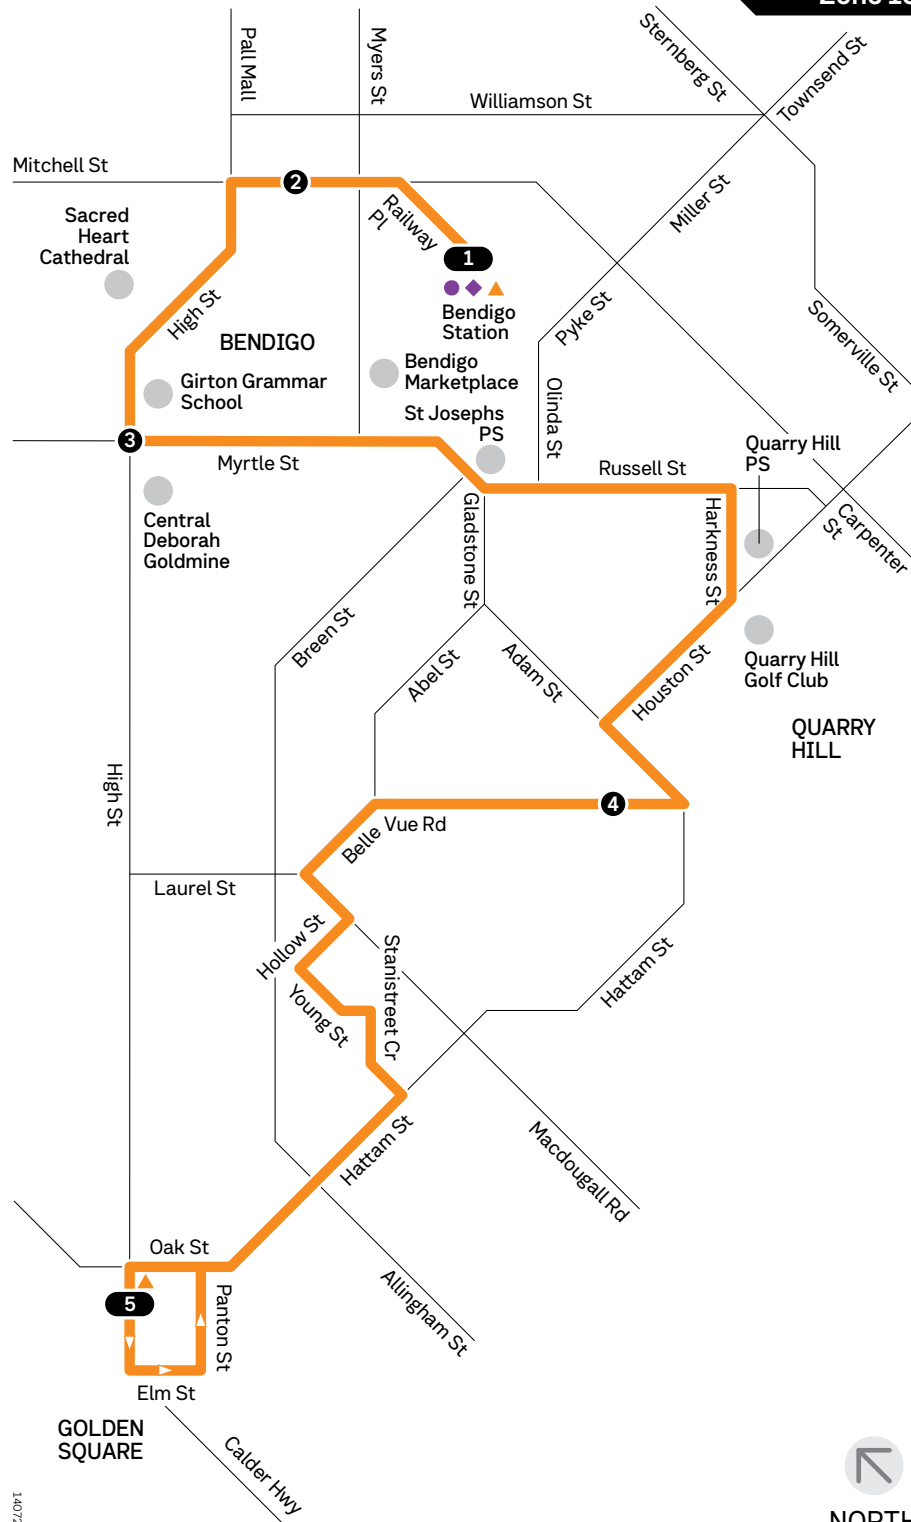 Pall Mall
Myers St
Sternberg St
Townsend St
Williamson St
Mitchell St
2
Miller St
Sacred
Heart
Cathedral
Railway
Pl
1
High St
Bendigo
Station
Pyke St
Somerville St
BENDIGO
Bendigo
Marketplace
Girton Grammar
School
Olinda St
St Josephs
PS
3
Myrtle St
Russell St
Quarry Hill
PS
Central
Deborah
Goldmine
Gladstone St
Harkness St
Carpenter
St
Breen St
Abel St
Adam St
Houston St
Quarry Hill
Golf Club
QUARRY
HILL
High St
4
Belle
Vue Rd
Laurel St
Hollow St
Young St
Stanistreet Cr
Hattam St
Hattam St
Macdougall Rd
Oak St
5
Panton St
Allingham St
Elm St
GOLDEN
SQUARE
Calder Hwy
NORTH